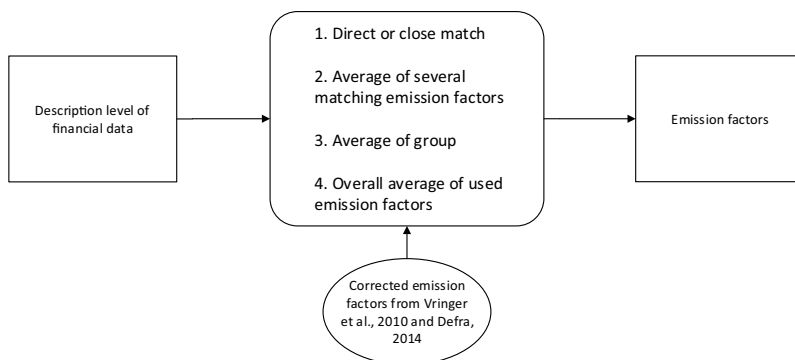 Description level of
financial data
1. Direct or close match
2. Average of several
matching emission factors
3. Average of group
4. Overall average of used
emission factors
Emission factors
Corrected emission
factors from Vringer
et al., 2010 and Defra,
2014